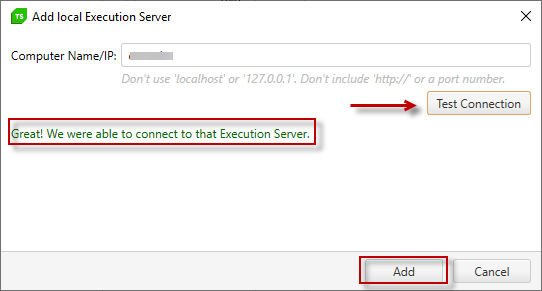 TS Add local Execution Server
Computer Name/IP:
Don't use 'localhost' or '127.0.0.1'. Don't include 'http://' or a port number.
Test Connection
Great! We were able to connect to that Execution Server.
Add Cancel